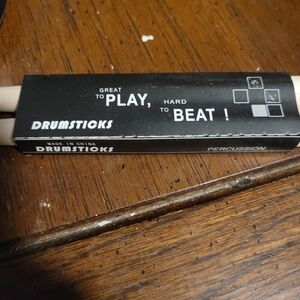 GREAT
TO PLAY, HARD
TO BEAT !
DRUMSTICKS
MADE IN CHINA
DRUMSTICKS PERCUSSION